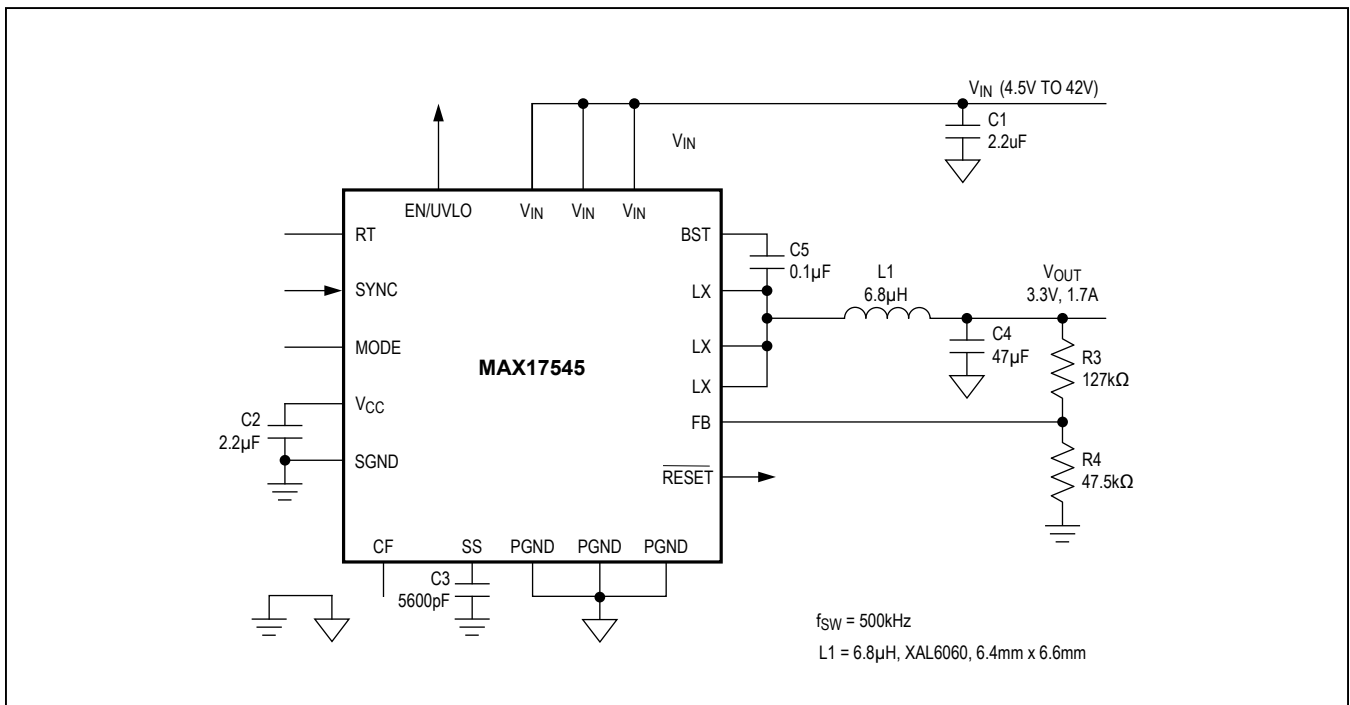 VIN (4.5V TO 42V)
C1
2.2uF
VIN
EN/UVLO
VIN
VIN
VIN
RT
BST
C5
0.1µF
SYNC
LX
L1
6.8µH
VOUT
3.3V, 1.7A
MODE
LX
C4
47µF
R3
127kΩ
MAX17545
LX
VCC
C2
2.2µF
FB
SGND
RESET
R4
47.5kΩ
CF
SS
PGND
PGND
PGND
C3
5600pF
fSW = 500kHz
L1 = 6.8µH, XAL6060, 6.4mm x 6.6mm